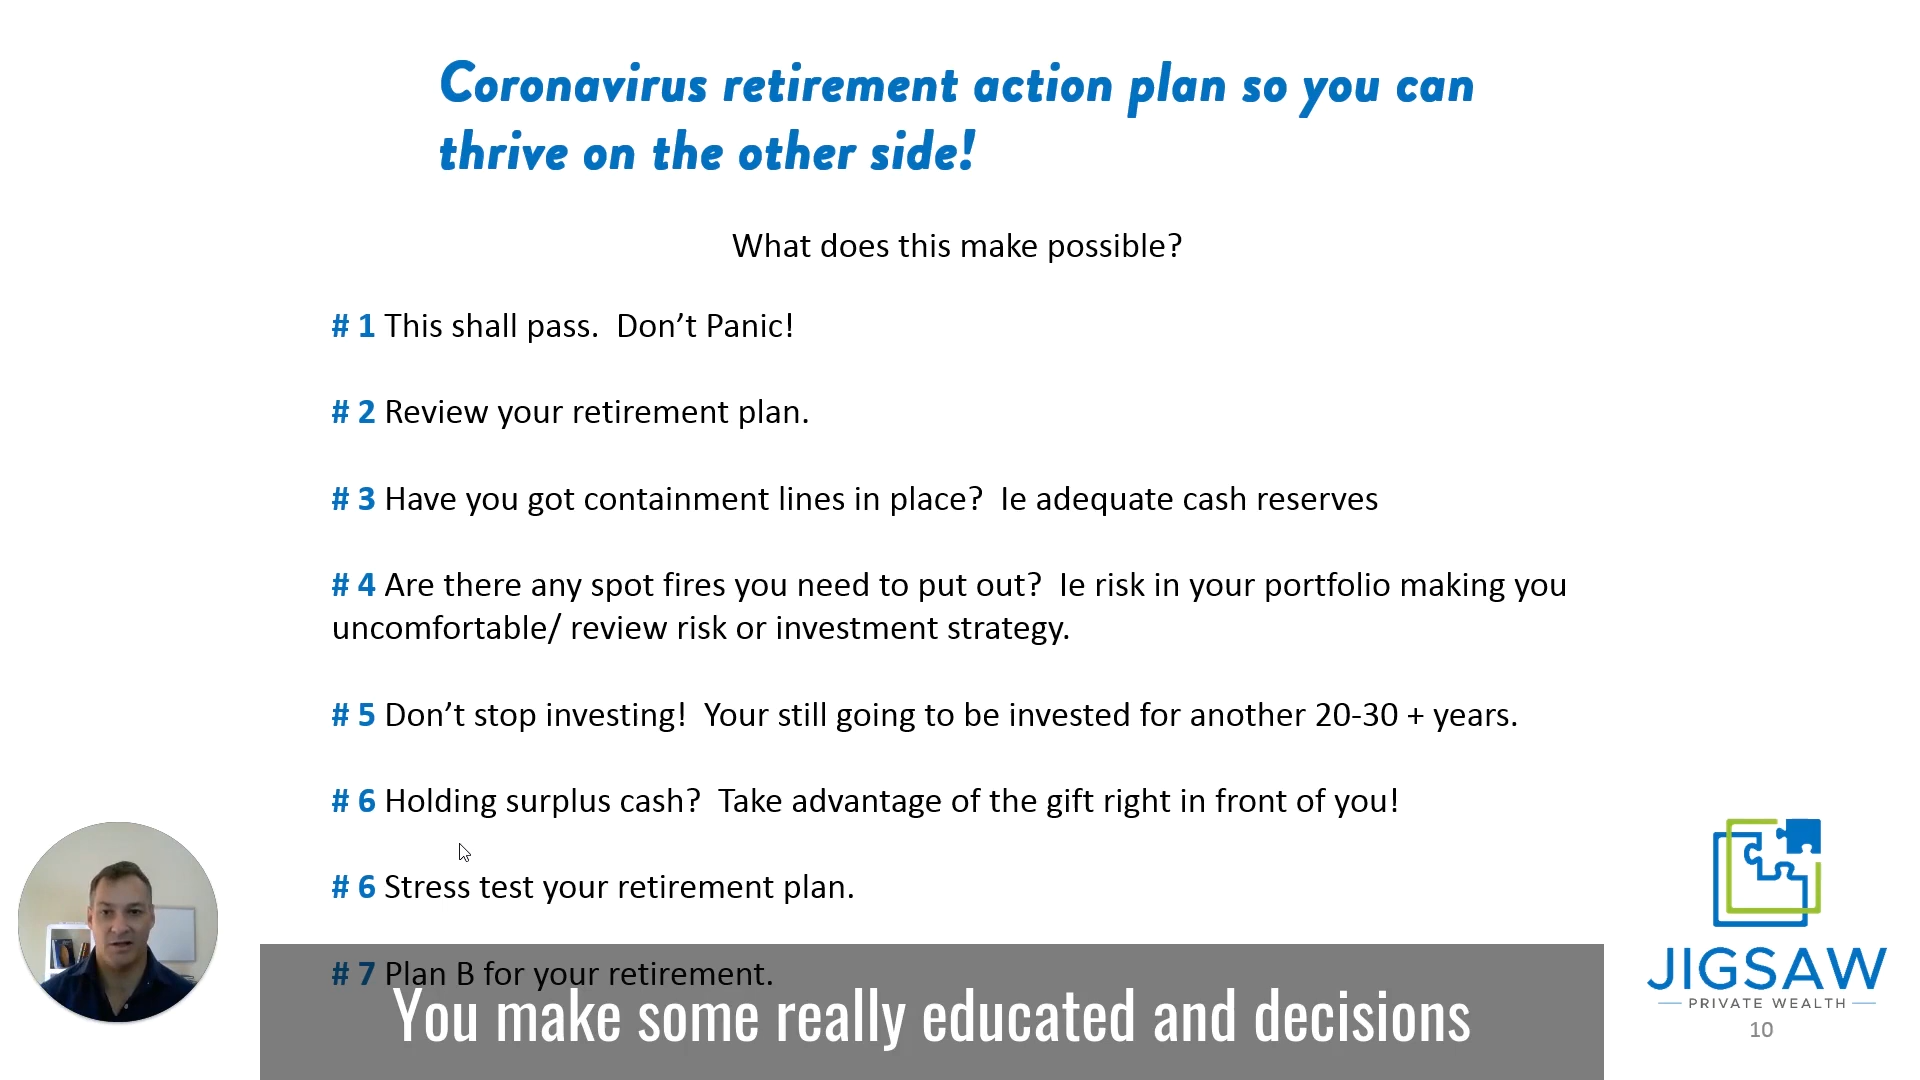 Coronavirus retirement action plan so you can
thrive on the other side!
What does this make possible?
# 1 This shall pass.  Don’t Panic!
# 2 Review your retirement plan.
# 3 Have you got containment lines in place?  Ie adequate cash reserves
# 4 Are there any spot fires you need to put out?  Ie risk in your portfolio making you
uncomfortable/ review risk or investment strategy.
# 5 Don’t stop investing!  Your still going to be invested for another 20-30 + years.
# 6 Holding surplus cash?  Take advantage of the gift right in front of you!
# 6 Stress test your retirement plan.
# 7 Plan B for your retirement.
You make some really educated and decisions
JIGSAW
PRIVATE WEALTH
10